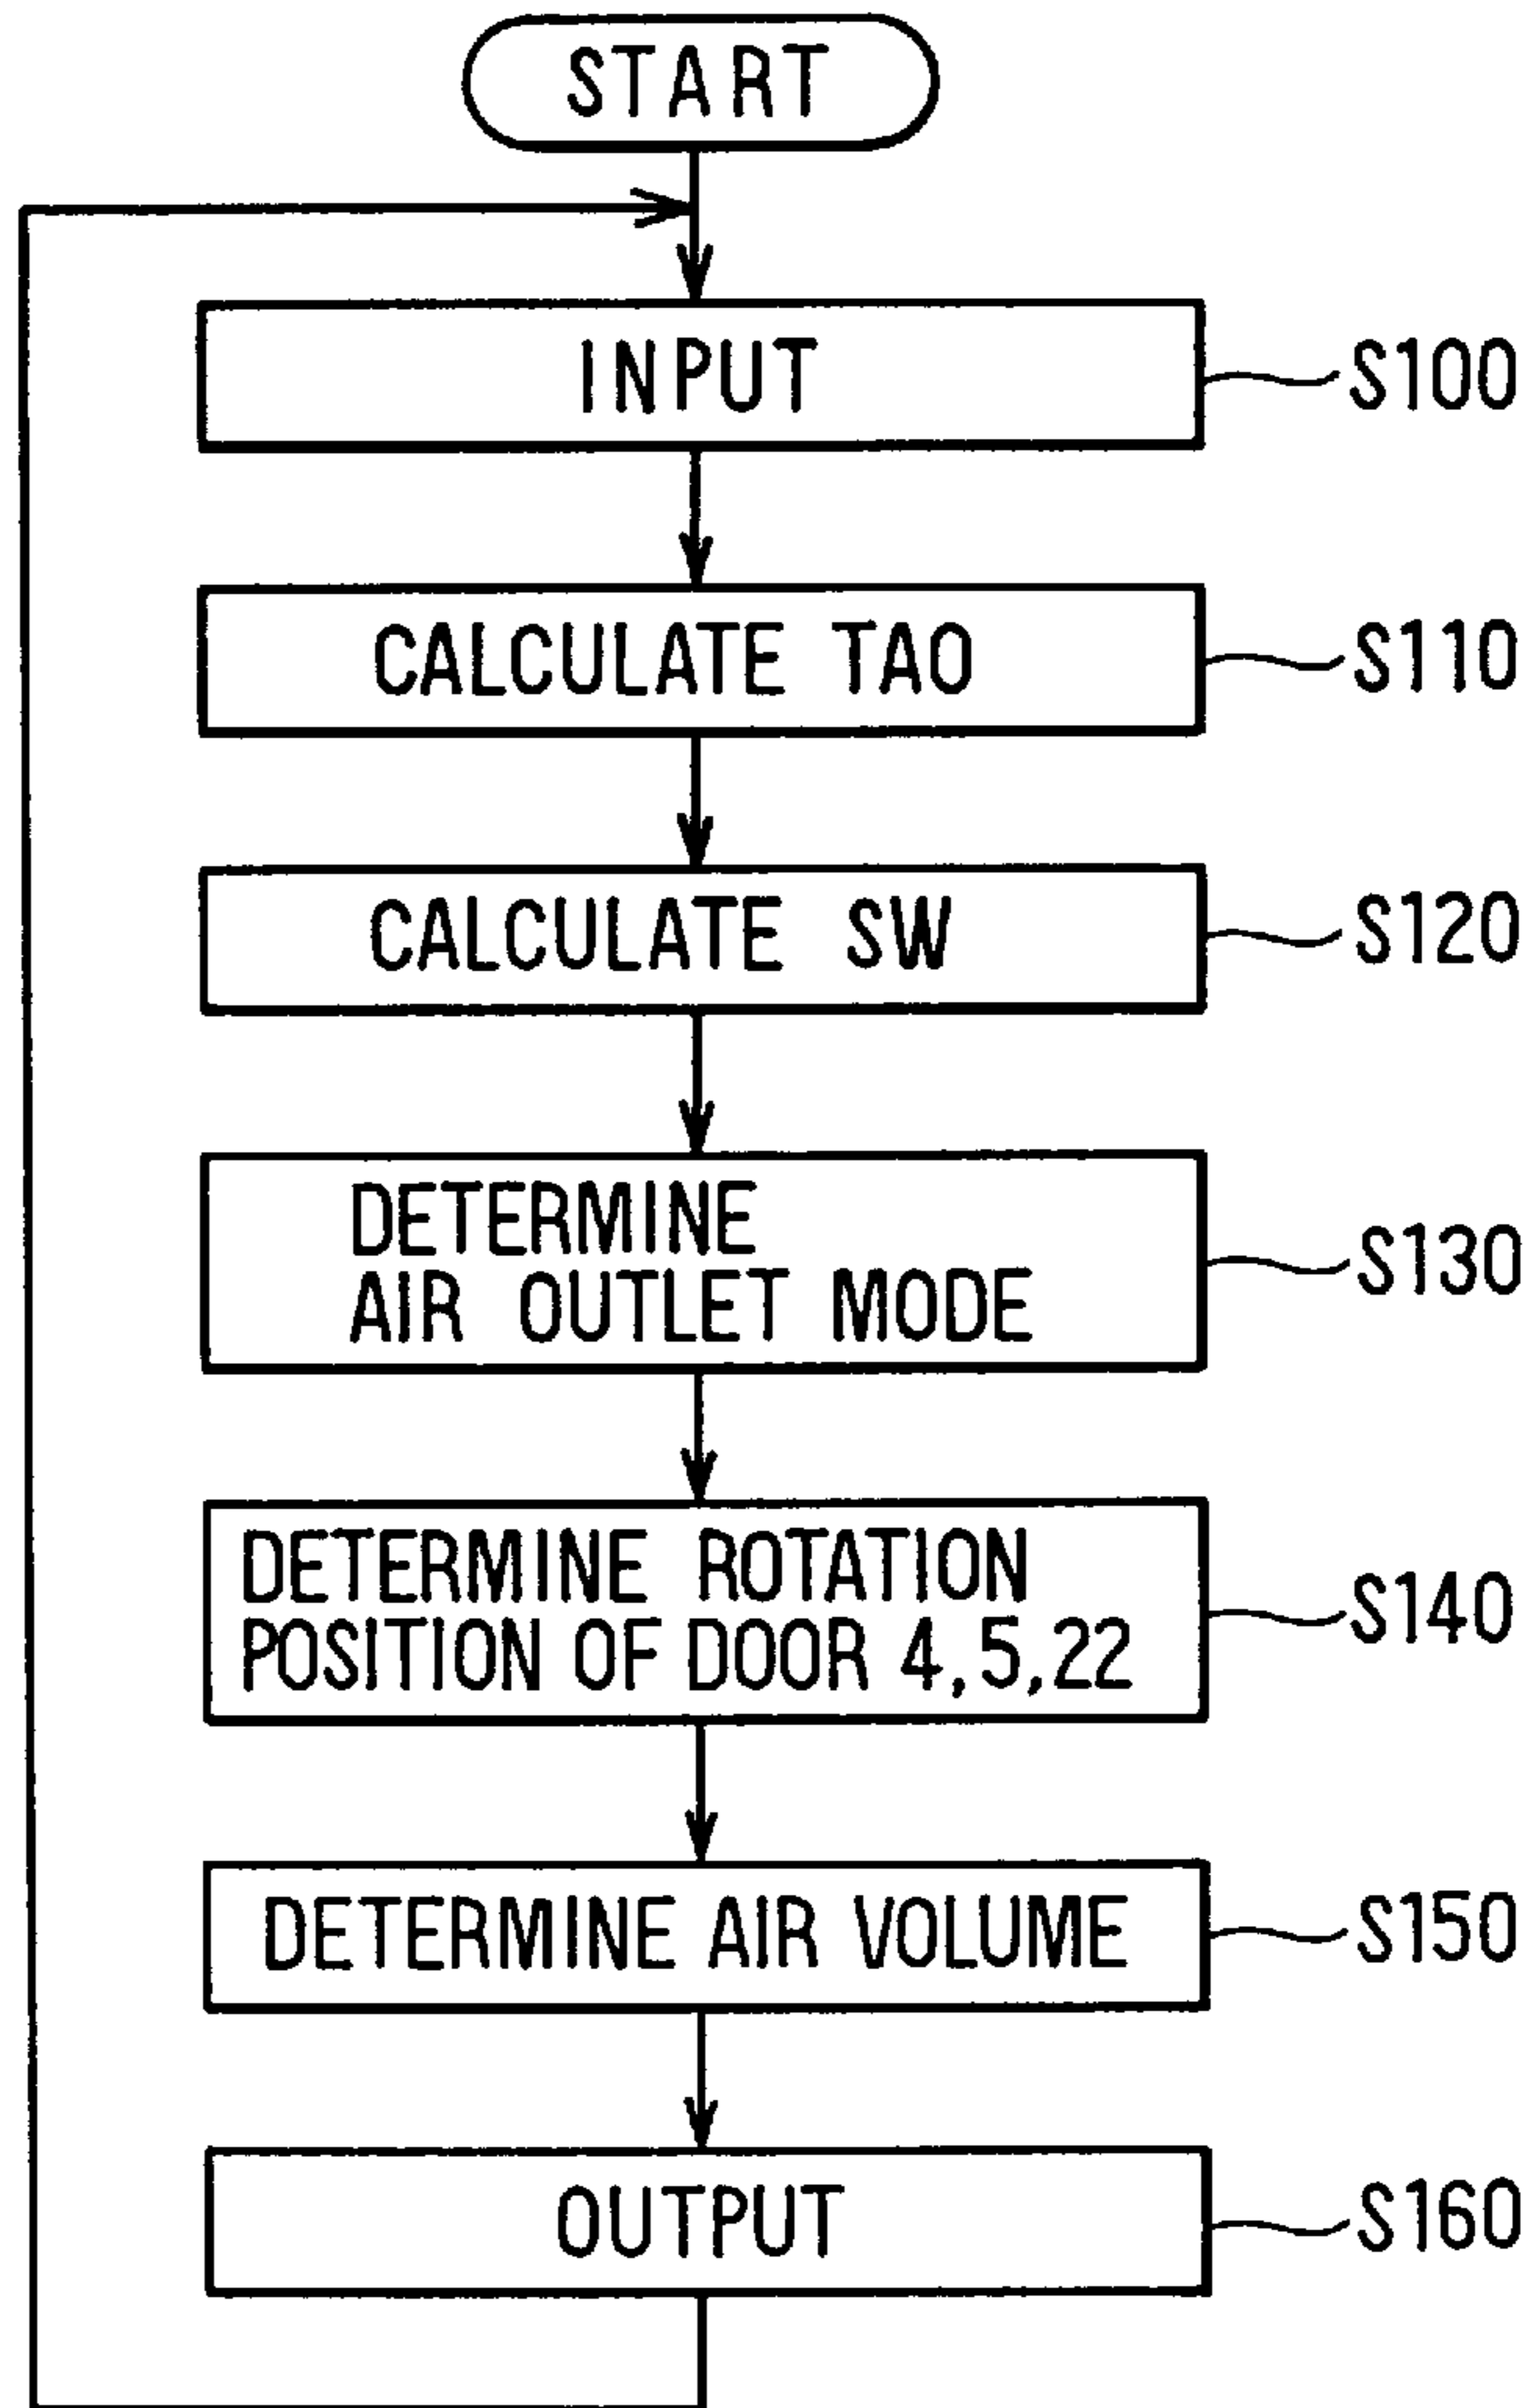 START
INPUT
S100
CALCULATE TAO
S110
CALCULATE SW
S120
DETERMINE
AIR OUTLET MODE
S130
DETERMINE ROTATION
POSITION OF DOOR 4,5,22
S140
DETERMINE AIR VOLUME
S150
OUTPUT
S160